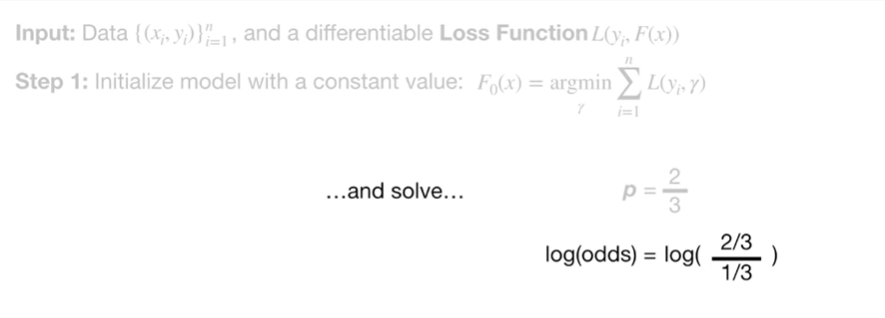 Input: Data {(xᵢ, yᵢ)}ⁿᵢ₌₁, and a differentiable Loss Function L(yᵢ, F(x))
Step 1: Initialize model with a constant value: F₀(x) = argmin_γ ∑ⁿᵢ₌₁ L(yᵢ, γ)
…and solve… p = 2/3
log(odds) = log( (2/3)/(1/3) )